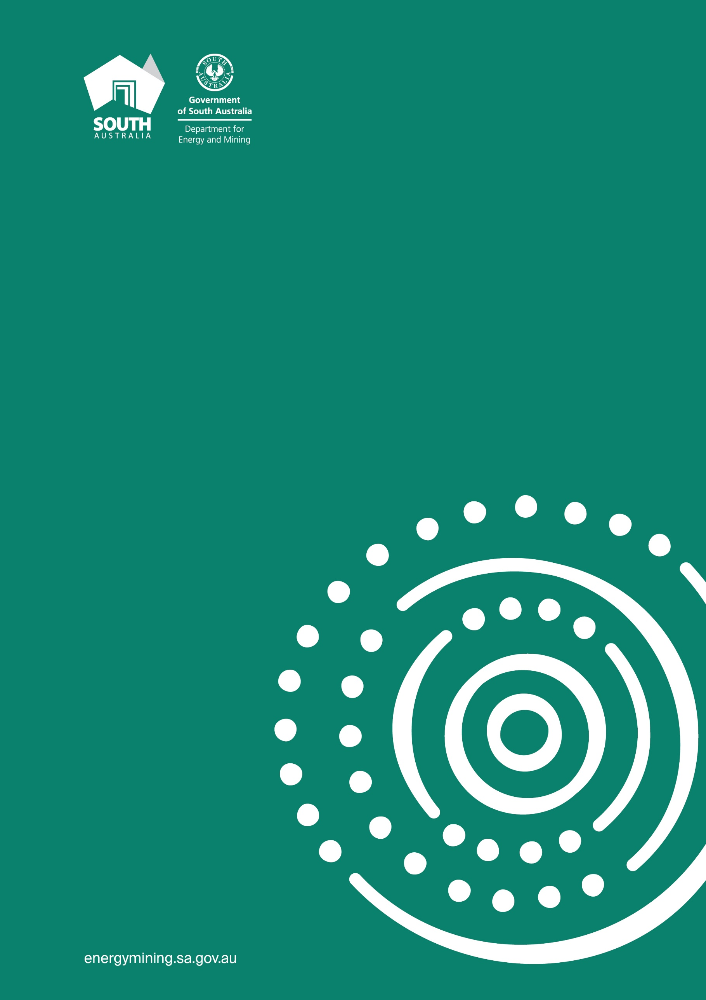 SOUTH
AUSTRALIA
SOUTH
AUSTRALIA
Government
of South Australia
Department for
Energy and Mining
energymining.sa.gov.au